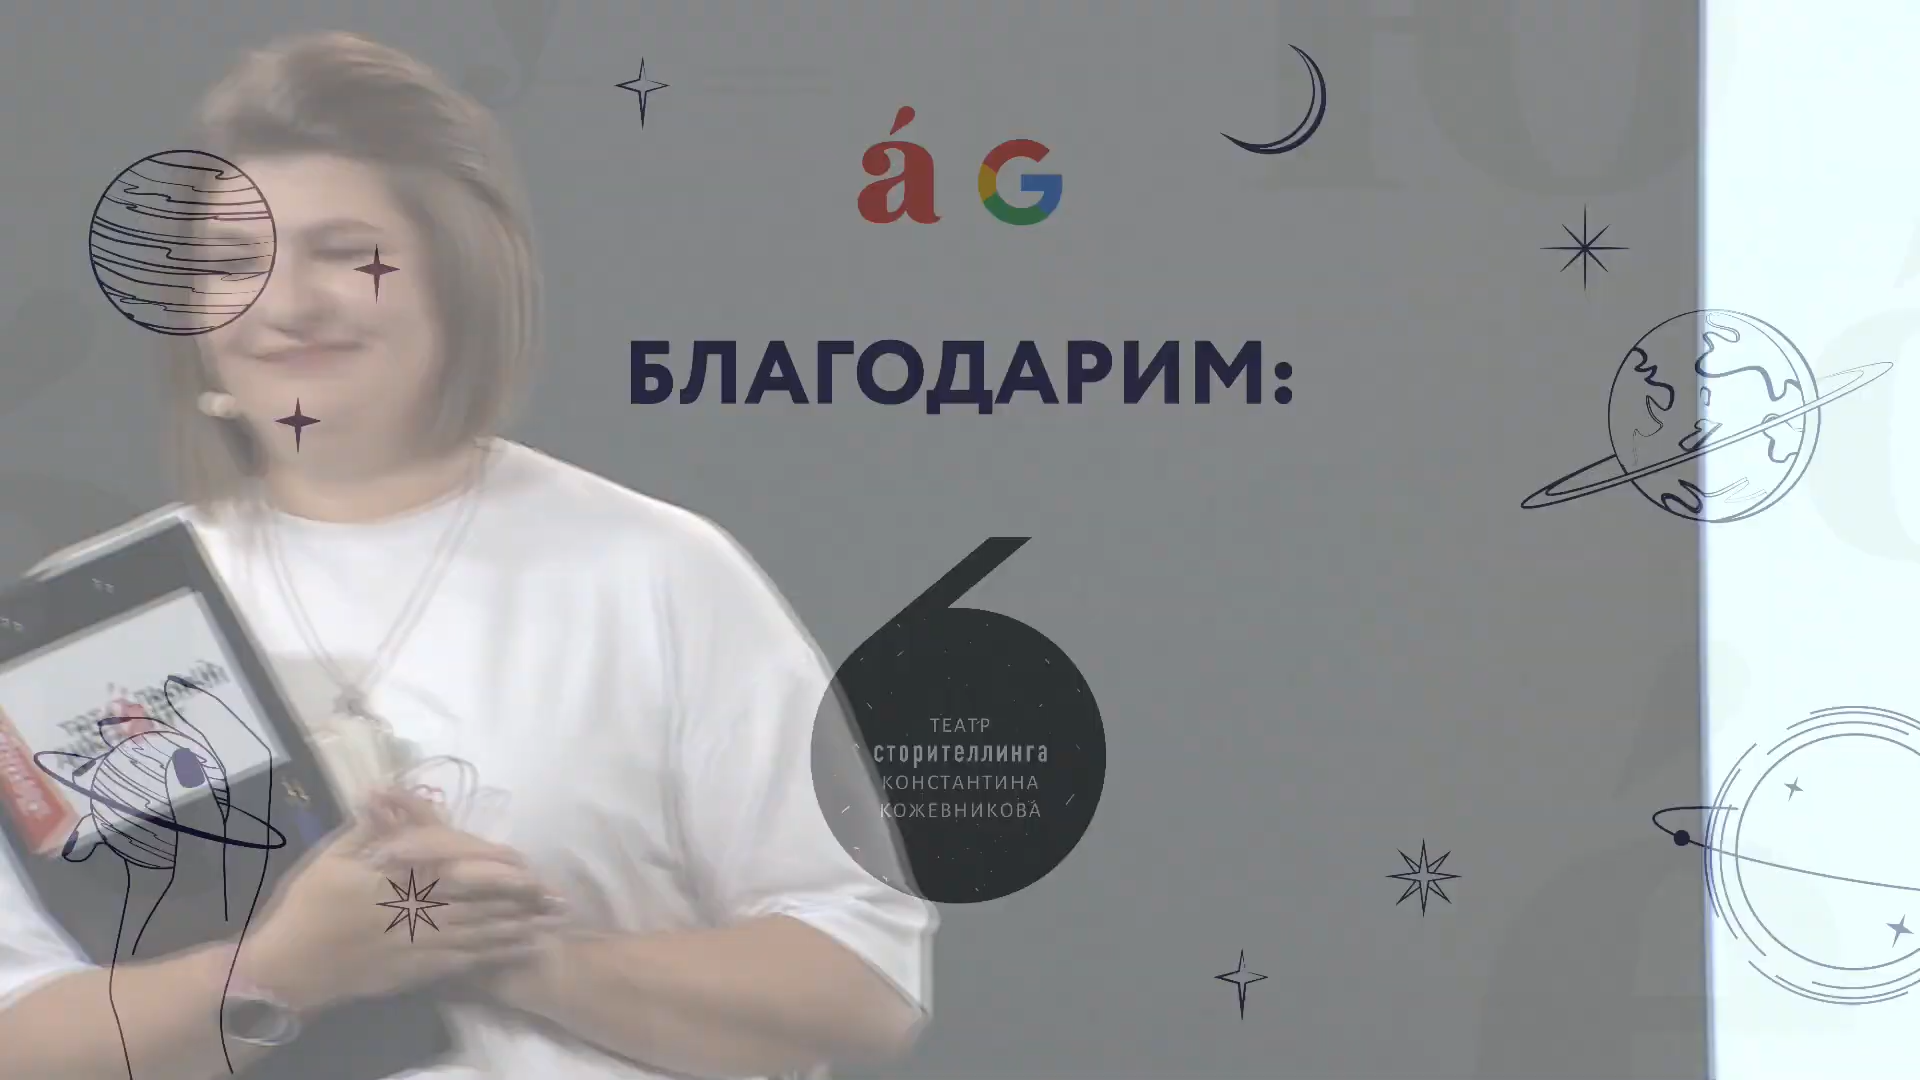 á G
БЛАГОДАРИМ:
ТЕАТР
сторителлинга
КОНСТАНТИНА
КОЖЕВНИКОВА